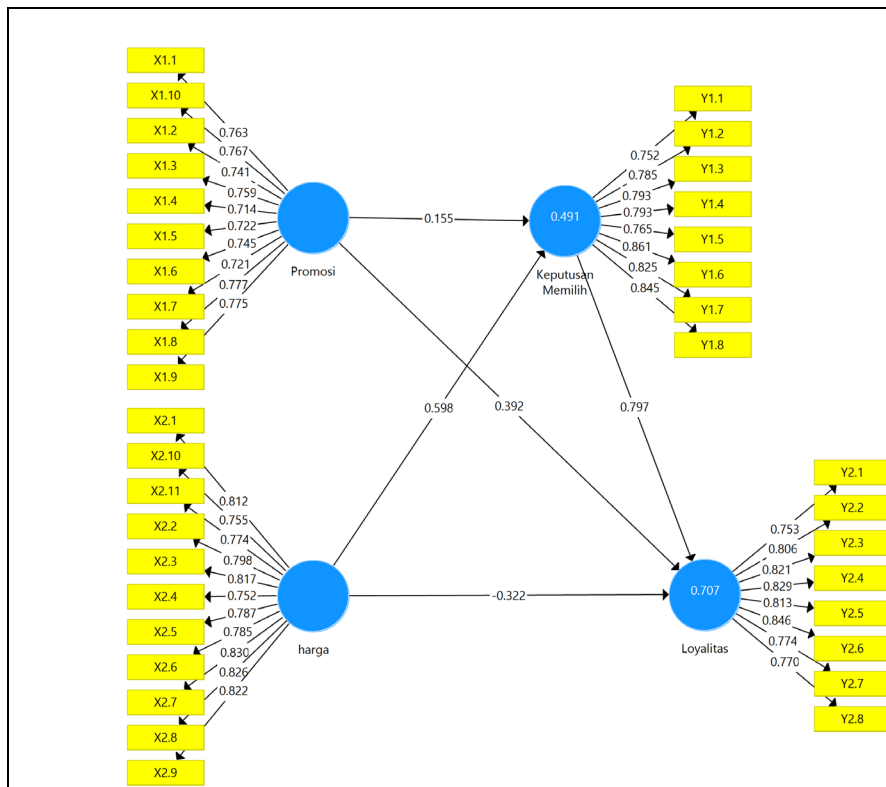 X1.1
X1.10
X1.2
X1.3
X1.4
X1.5
X1.6
X1.7
X1.8
X1.9
0.763
0.767
0.741
0.759
0.714
0.722
0.745
0.721
0.777
0.775
Promosi
0.155
0.491
Keputusan
Memilih
0.752
0.785
0.793
0.793
0.765
0.861
0.825
0.845
Y1.1
Y1.2
Y1.3
Y1.4
Y1.5
Y1.6
Y1.7
Y1.8
0.598
0.392
0.797
X2.1
X2.10
X2.11
X2.2
X2.3
X2.4
X2.5
X2.6
X2.7
X2.8
X2.9
0.812
0.755
0.774
0.798
0.817
0.752
0.787
0.785
0.830
0.826
0.822
harga
-0.322
0.707
Loyalitas
0.753
0.806
0.821
0.829
0.813
0.846
0.774
0.770
Y2.1
Y2.2
Y2.3
Y2.4
Y2.5
Y2.6
Y2.7
Y2.8